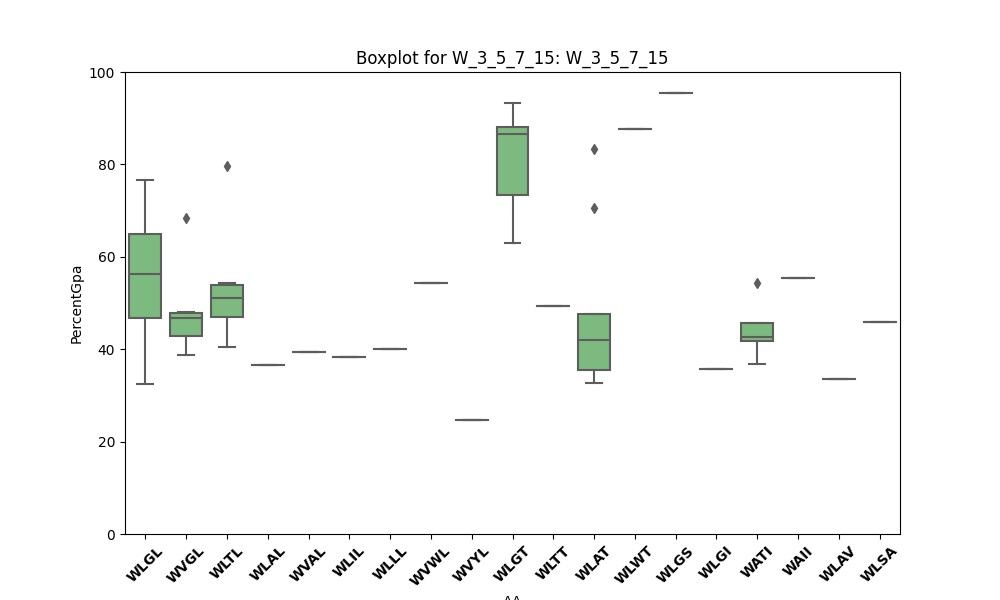 Boxplot for W_3_5_7_15: W_3_5_7_15
PercentGpa
100
80
60
40
20
0
WLGL WVGL WLTL WLAL WVAL WLIL WLLL WVWL WVYL WLGT WLTT WLAT WLWT WLGS WLGI WATI WAII WLAV WLSA
AA